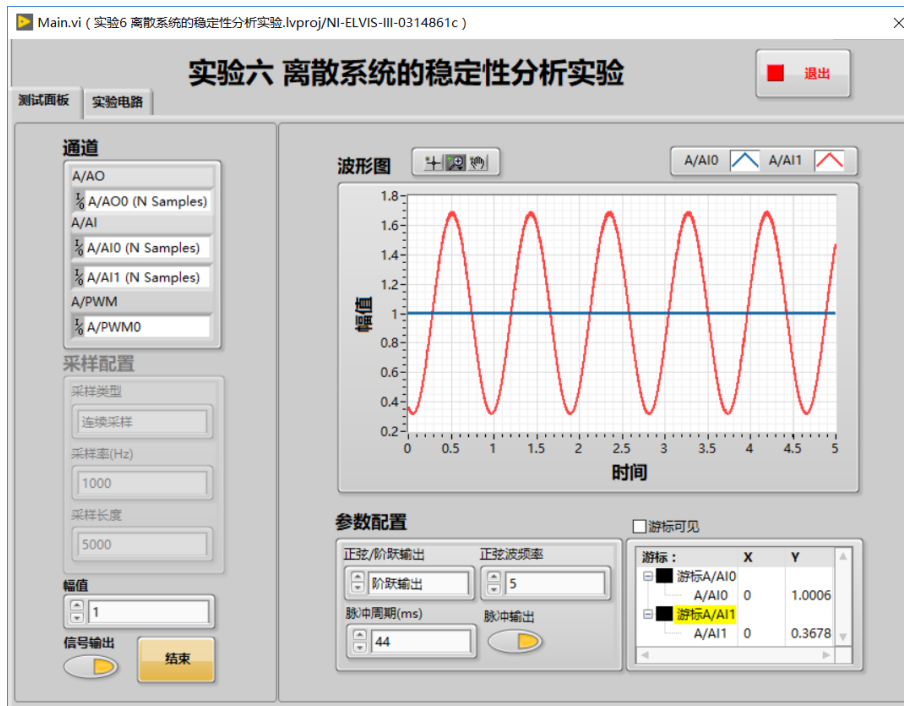 Main.vi ( 实验6 离散系统的稳定性分析实验.lvproj/NI-ELVIS-III-0314861c )
实验六 离散系统的稳定性分析实验
退出
测试面板
实验电路
通道
A/AO
A/AO0 (N Samples)
A/AI
A/AI0 (N Samples)
A/AI1 (N Samples)
A/PWM
A/PWM0
采样配置
采样类型
连续采样
采样率(Hz)
1000
采样长度
5000
幅值
1
信号输出
结束
波形图
A/AI0 A/AI1
1.8
1.6
1.4
1.2
1
0.8
0.6
0.4
0.2
幅值
0 0.5 1 1.5 2 2.5 3 3.5 4 4.5 5
时间
参数配置
正弦/阶跃输出 正弦波频率
阶跃输出 5
脉冲周期(ms) 脉冲输出
44
游标可见
游标： X Y
游标A/AI0
A/AI0 0 1.0006
游标A/AI1
A/AI1 0 0.3678